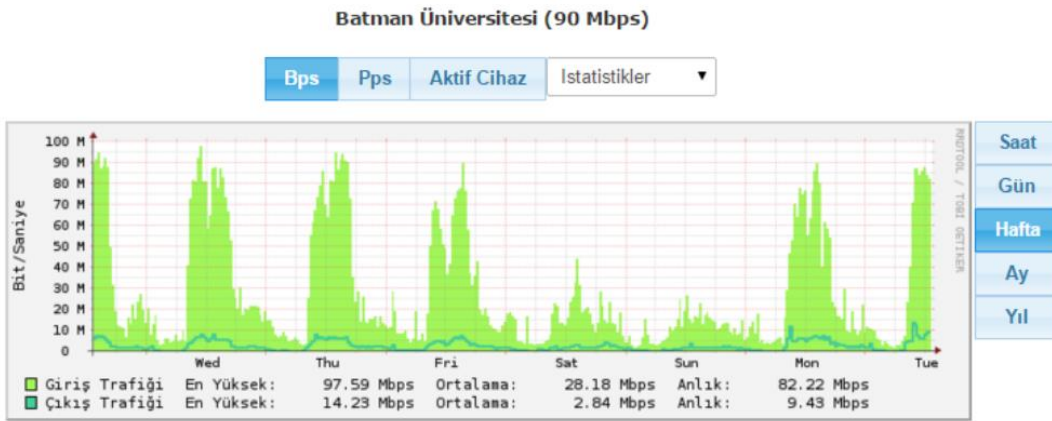 Batman Üniversitesi (90 Mbps)
Bps Pps Aktif Cihaz Istatistikler
100 M
90 M
80 M
70 M
60 M
50 M
40 M
30 M
20 M
10 M
0
Bit/Saniye
Wed Thu Fri Sat Sun Mon Tue
Giriş Trafiği En Yüksek: 97.59 Mbps Ortalama: 28.18 Mbps Anlık: 82.22 Mbps
Çıkış Trafiği En Yüksek: 14.23 Mbps Ortalama: 2.84 Mbps Anlık: 9.43 Mbps
RRDTOOL / TOBI OETIKER
Saat
Gün
Hafta
Ay
Yıl